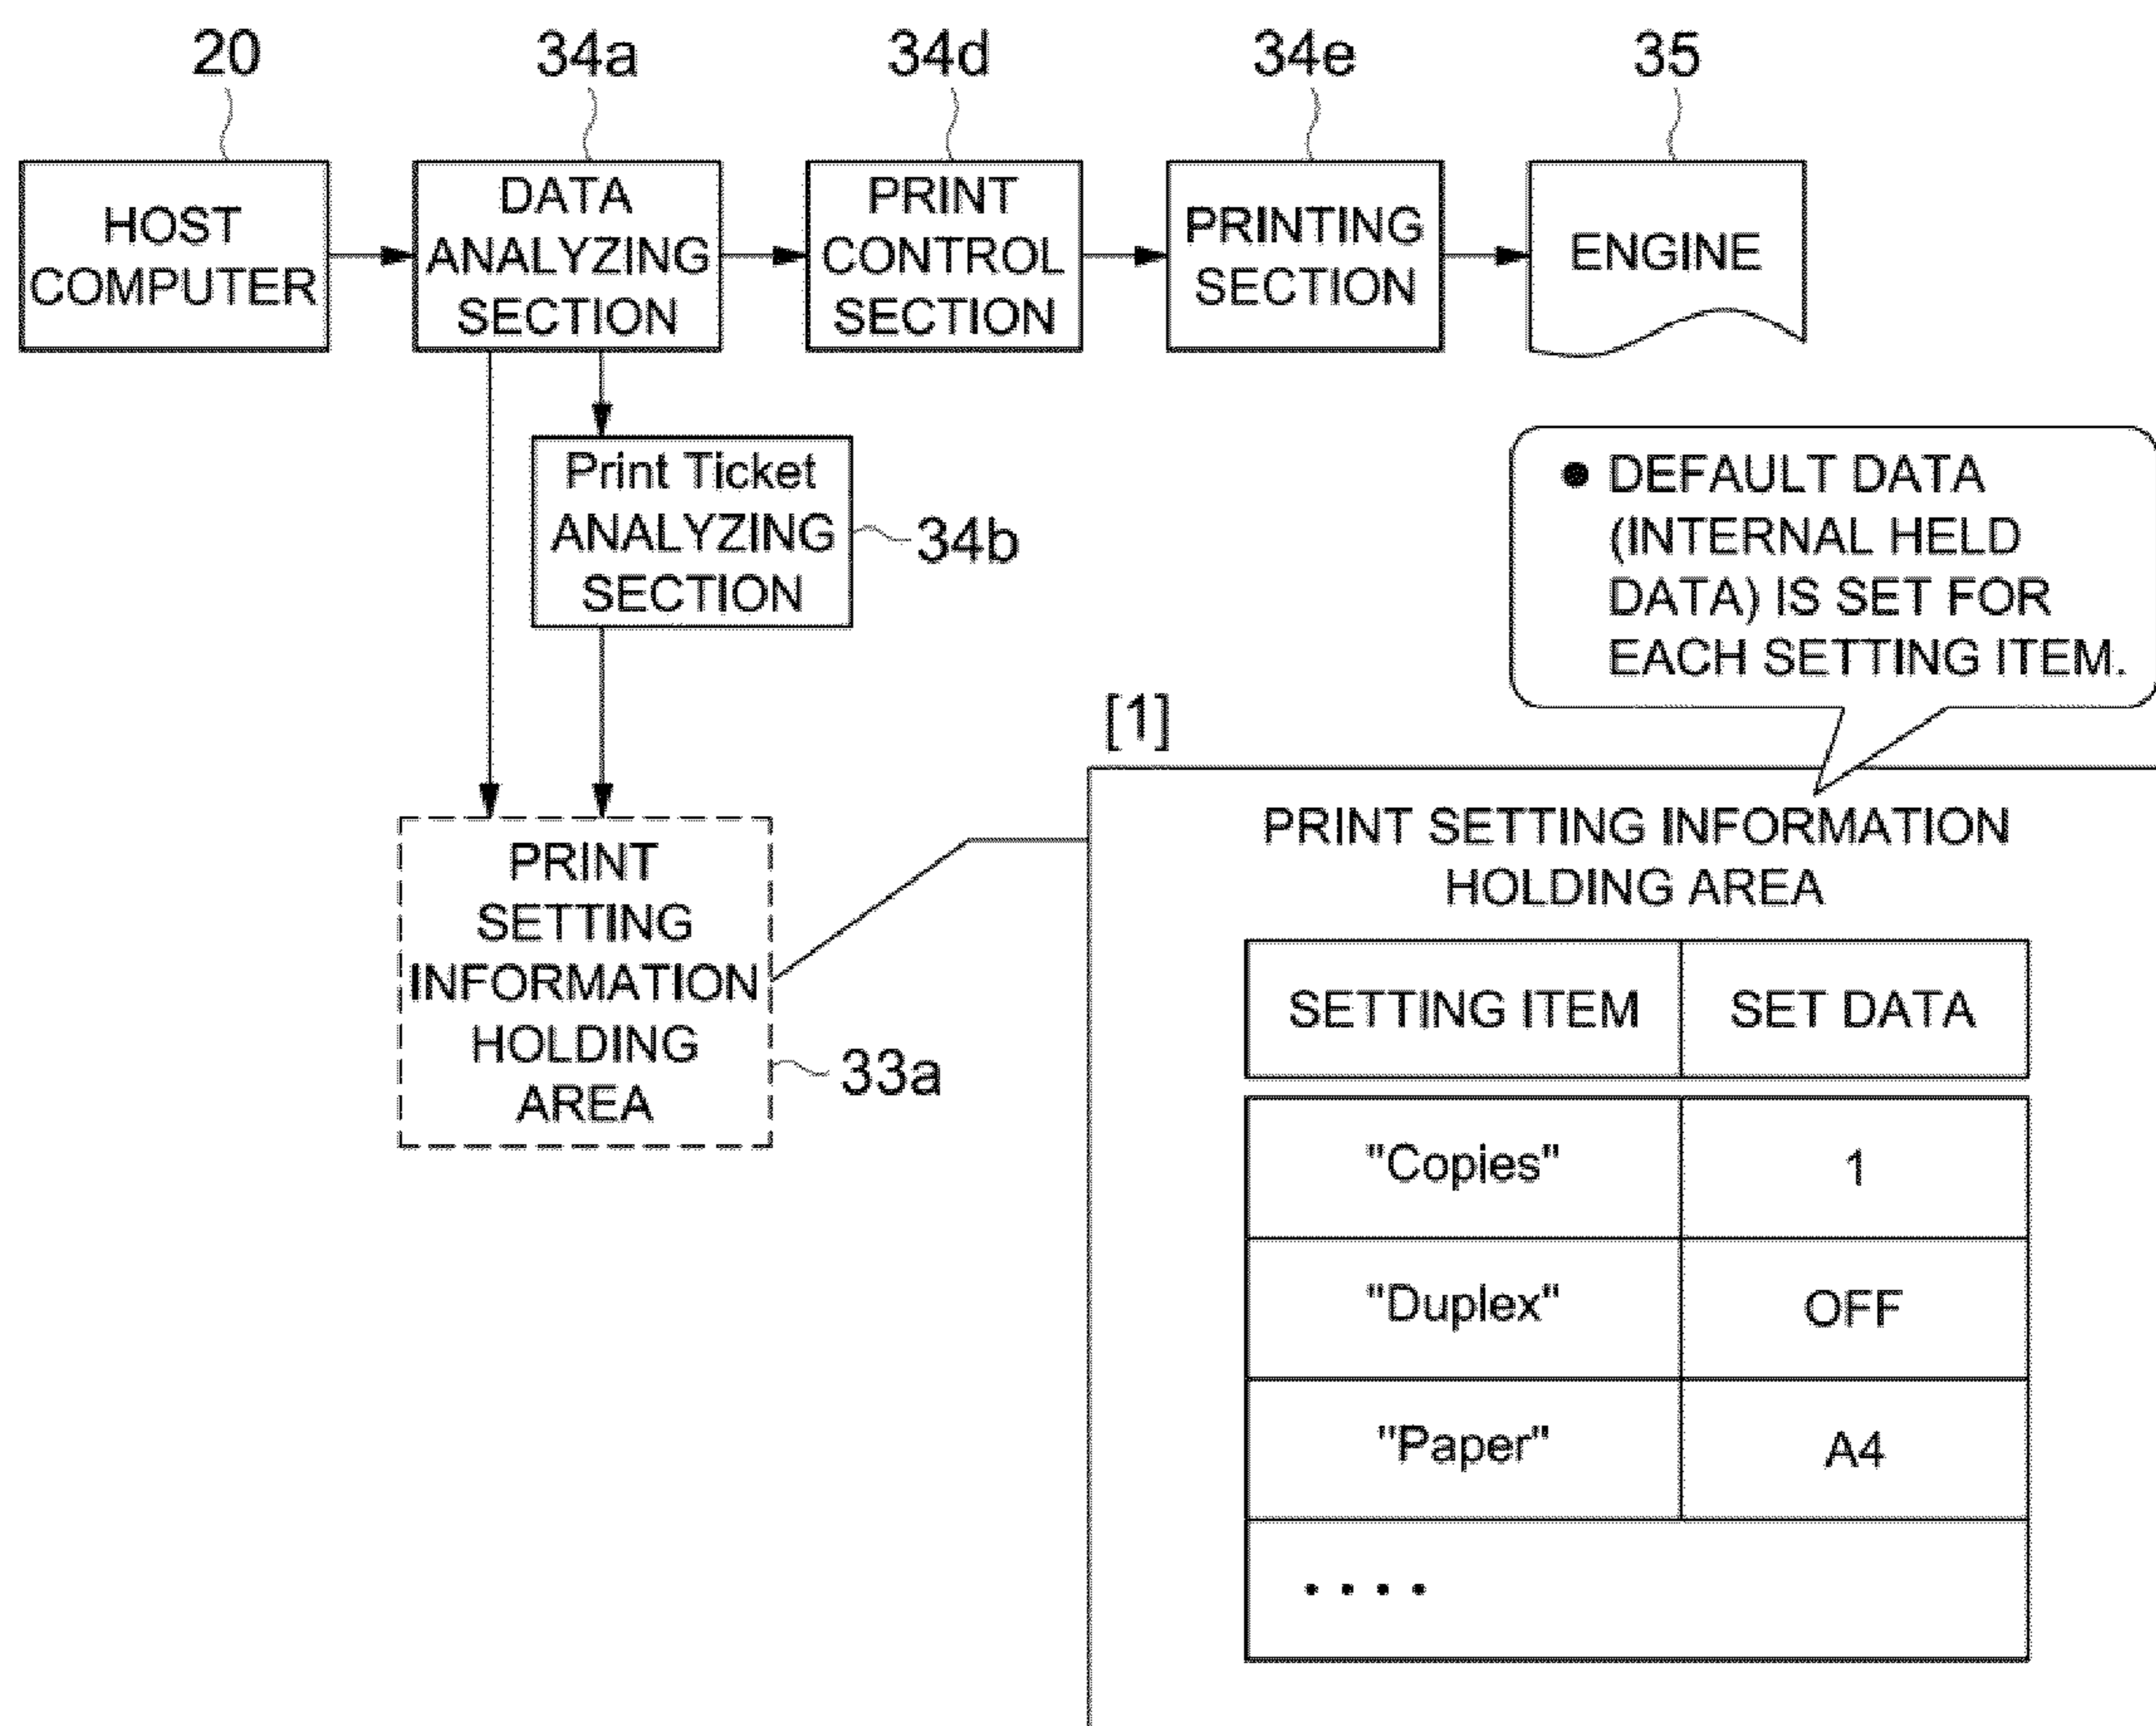 20
34a
34d
34e
35
HOST
COMPUTER
DATA
ANALYZING
SECTION
PRINT
CONTROL
SECTION
PRINTING
SECTION
ENGINE
Print Ticket
ANALYZING
SECTION
34b
● DEFAULT DATA
(INTERNAL HELD
DATA) IS SET FOR
EACH SETTING ITEM.
[1]
PRINT
SETTING
INFORMATION
HOLDING
AREA
33a
PRINT SETTING INFORMATION
HOLDING AREA
SETTING ITEM SET DATA
"Copies" 1
"Duplex" OFF
"Paper" A4
• • • •